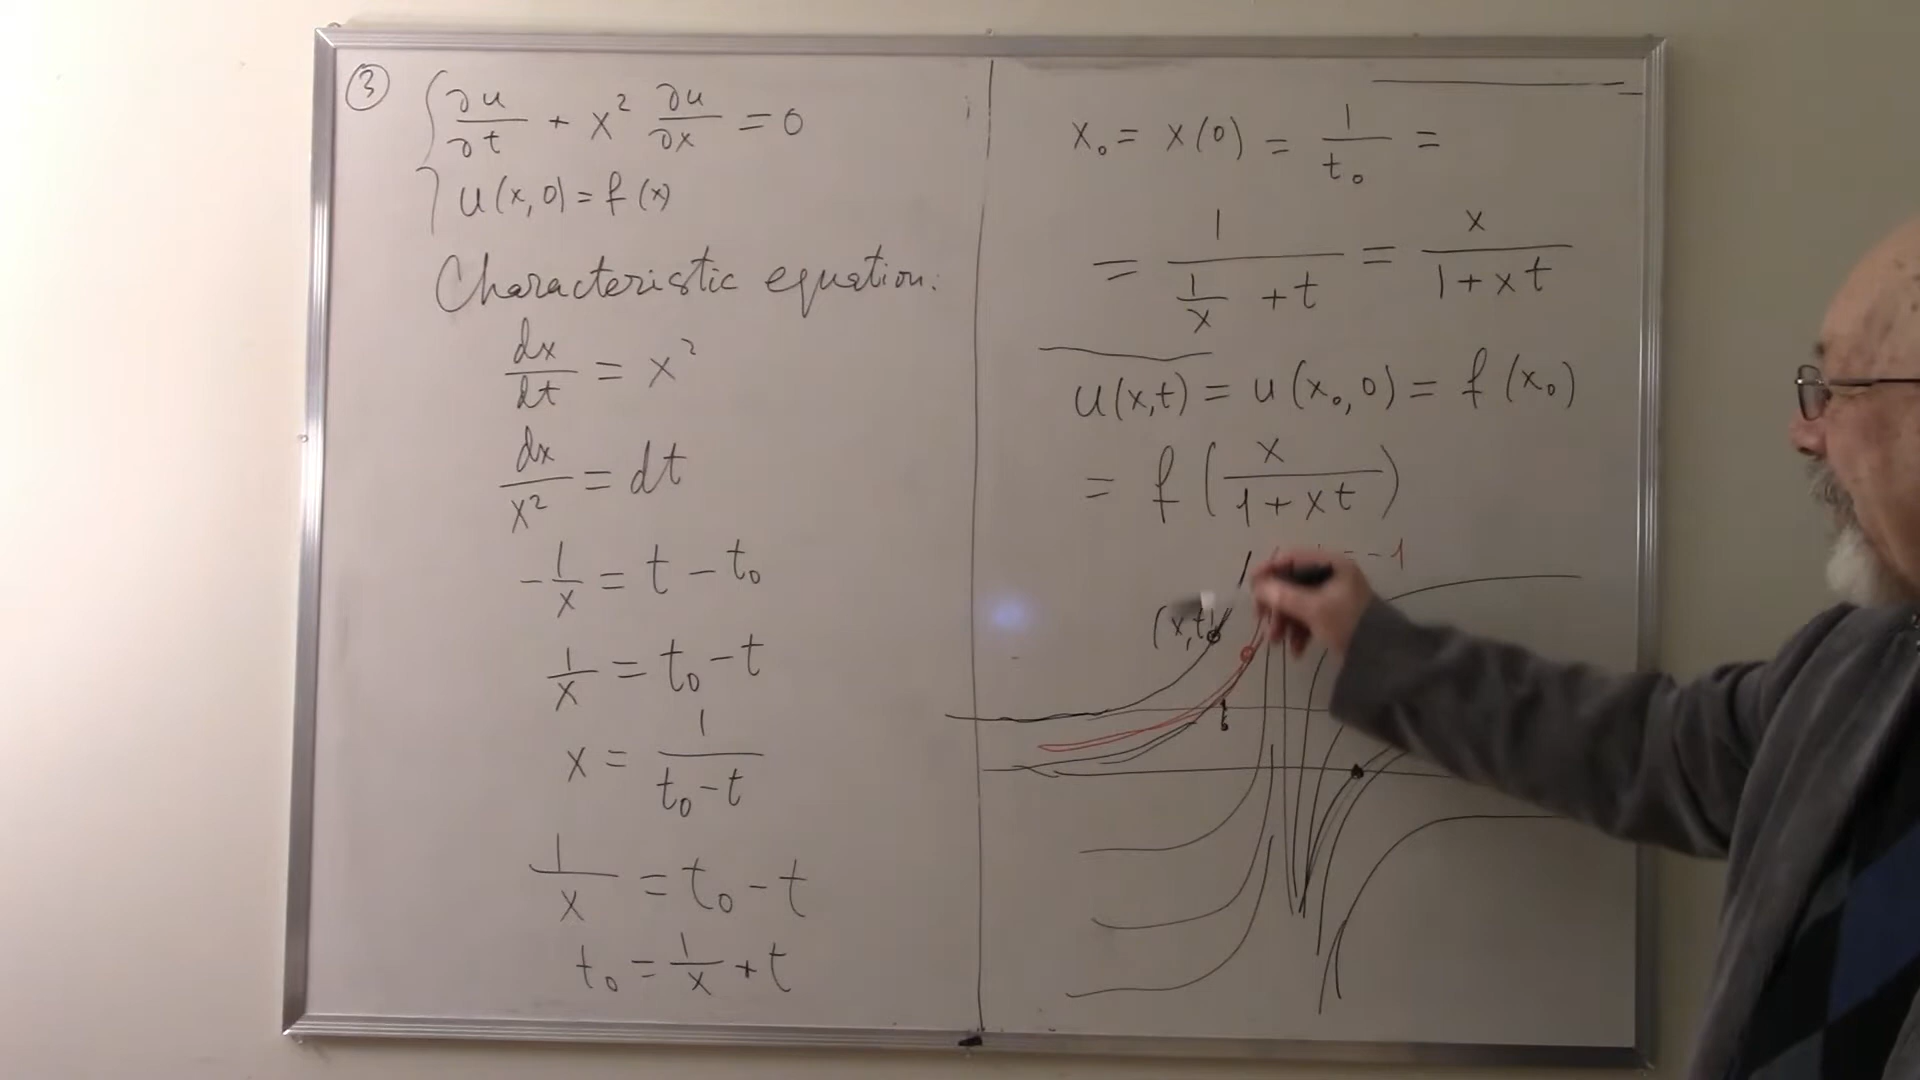 ③
∂u/∂t + x² ∂u/∂x = 0
u(x,0) = f(x)
Characteristic equation:
dx/dt = x²
dx/x² = dt
-1/x = t - t₀
1/x = t₀ - t
x = 1/(t₀ - t)
1/x = t₀ - t
t₀ = 1/x + t
x₀ = x(0) = 1/t₀ =
= 1/(1/x + t) = x/(1 + xt)
u(x,t) = u(x₀,0) = f(x₀)
= f(x/(1 + xt))
= -1
(x,t)